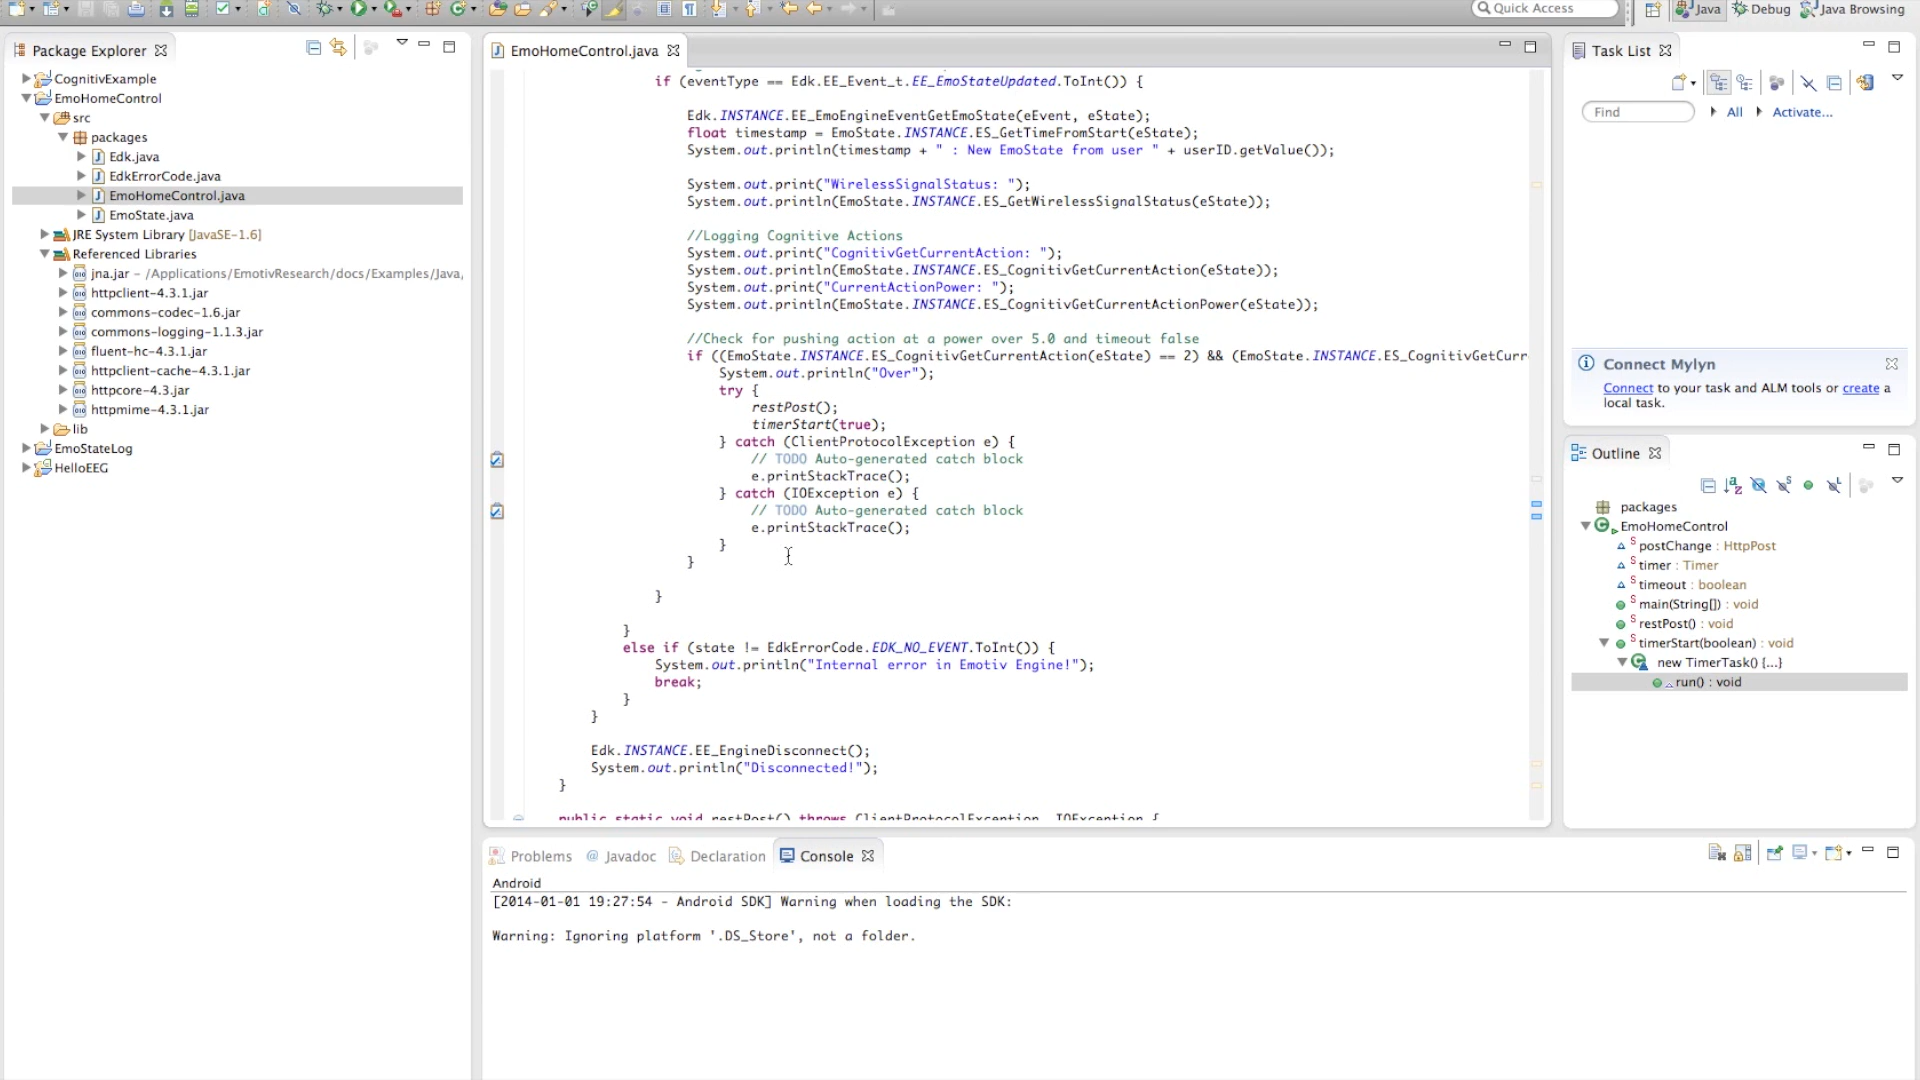 Quick Access
Java
Debug
Java Browsing
Package Explorer
CognitivExample
EmoHomeControl
src
packages
Edk.java
EdkErrorCode.java
EmoHomeControl.java
EmoState.java
JRE System Library [JavaSE-1.6]
Referenced Libraries
jna.jar - /Applications/EmotivResearch/docs/Examples/Java,
httpclient-4.3.1.jar
commons-codec-1.6.jar
commons-logging-1.1.3.jar
fluent-hc-4.3.1.jar
httpclient-cache-4.3.1.jar
httpcore-4.3.jar
httpmime-4.3.1.jar
lib
EmoStateLog
HelloEEG
EmoHomeControl.java
if (eventType == Edk.EE_Event_t.EE_EmoStateUpdated.ToInt()) {
Edk.INSTANCE.EE_EmoEngineEventGetEmoState(eEvent, eState);
float timestamp = EmoState.INSTANCE.ES_GetTimeFromStart(eState);
System.out.println(timestamp + " : New EmoState from user " + userID.getValue());
System.out.print("WirelessSignalStatus: ");
System.out.println(EmoState.INSTANCE.ES_GetWirelessSignalStatus(eState));
//Logging Cognitive Actions
System.out.print("CognitivGetCurrentAction: ");
System.out.println(EmoState.INSTANCE.ES_CognitivGetCurrentAction(eState));
System.out.print("CurrentActionPower: ");
System.out.println(EmoState.INSTANCE.ES_CognitivGetCurrentActionPower(eState));
//Check for pushing action at a power over 5.0 and timeout false
if ((EmoState.INSTANCE.ES_CognitivGetCurrentAction(eState) == 2) && (EmoState.INSTANCE.ES_CognitivGetCurr
System.out.println("Over");
try {
restPost();
timerStart(true);
} catch (ClientProtocolException e) {
// TODO Auto-generated catch block
e.printStackTrace();
} catch (IOException e) {
// TODO Auto-generated catch block
e.printStackTrace();
}
}
}
}
else if (state != EdkErrorCode.EDK_NO_EVENT.ToInt()) {
System.out.println("Internal error in Emotiv Engine!");
break;
}
}
Edk.INSTANCE.EE_EngineDisconnect();
System.out.println("Disconnected!");
}
public static void restPost() throws ClientProtocolException, IOException {
Task List
Find
All
Activate...
Connect Mylyn
Connect to your task and ALM tools or create a
local task.
Outline
packages
EmoHomeControl
postChange : HttpPost
timer : Timer
timeout : boolean
main(String[]) : void
restPost() : void
timerStart(boolean) : void
new TimerTask() {...}
run() : void
Problems
Javadoc
Declaration
Console
Android
[2014-01-01 19:27:54 - Android SDK] Warning when loading the SDK:
Warning: Ignoring platform '.DS_Store', not a folder.